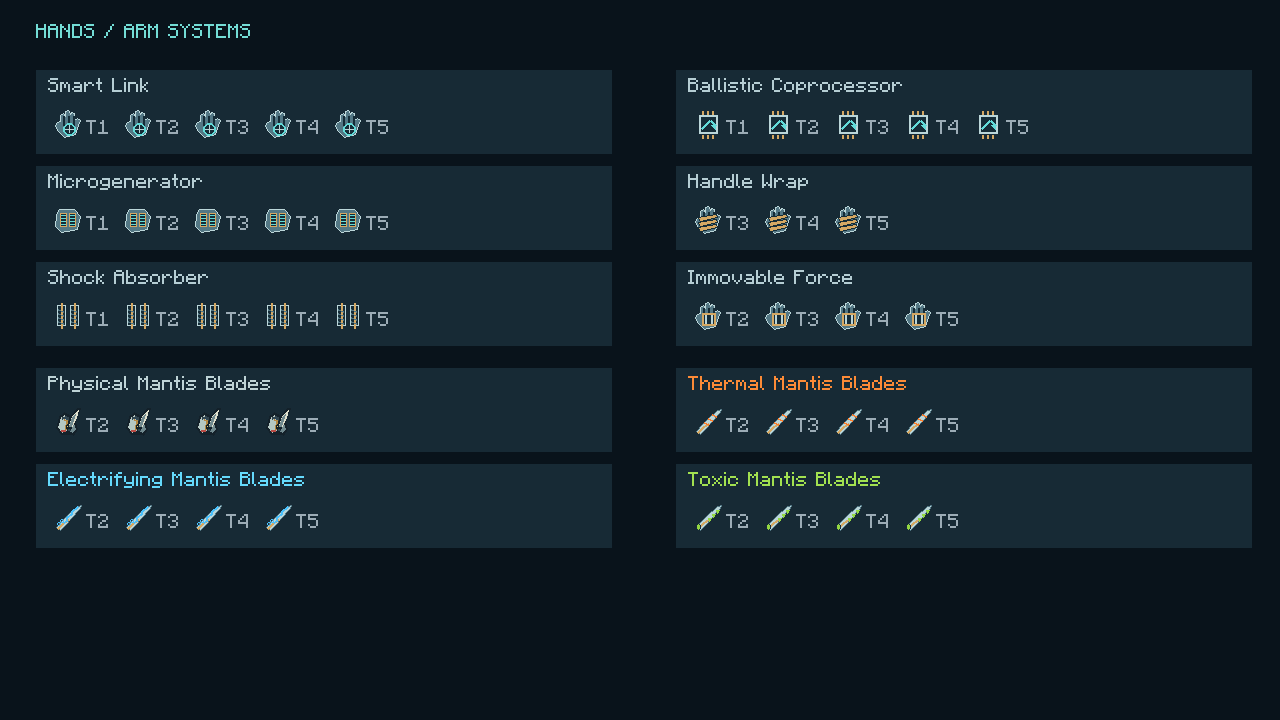 HANDS / ARM SYSTEMS
Smart Link
T1 T2 T3 T4 T5
Ballistic Coprocessor
T1 T2 T3 T4 T5
Microgenerator
T1 T2 T3 T4 T5
Handle Wrap
T3 T4 T5
Shock Absorber
T1 T2 T3 T4 T5
Immovable Force
T2 T3 T4 T5
Physical Mantis Blades
T2 T3 T4 T5
Thermal Mantis Blades
T2 T3 T4 T5
Electrifying Mantis Blades
T2 T3 T4 T5
Toxic Mantis Blades
T2 T3 T4 T5